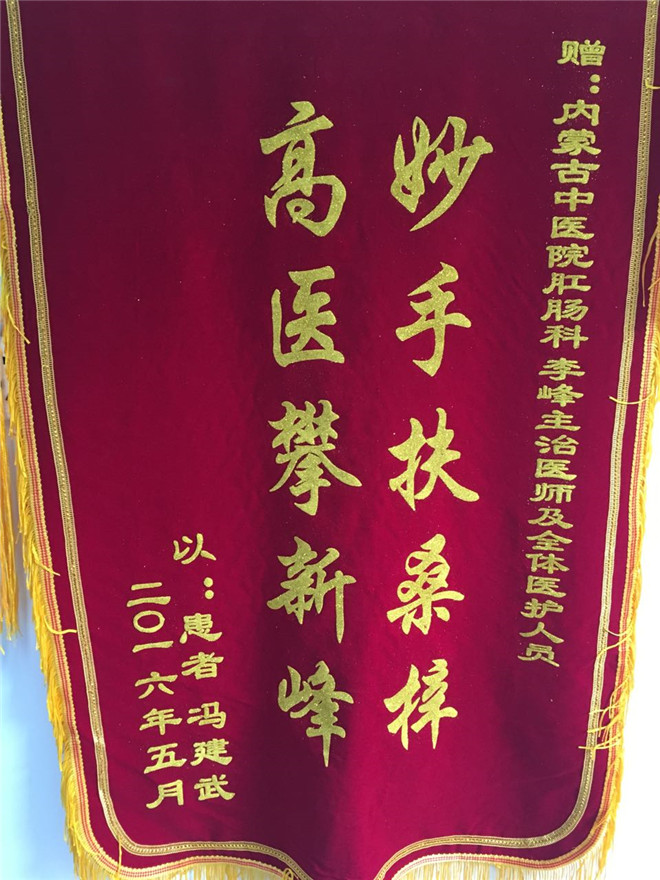 赠：内蒙古中医院肛肠科 李峰主治医师及全体医护人员
妙手扶桑梓
高医攀新峰
以：患者 冯建武
二〇一六年五月